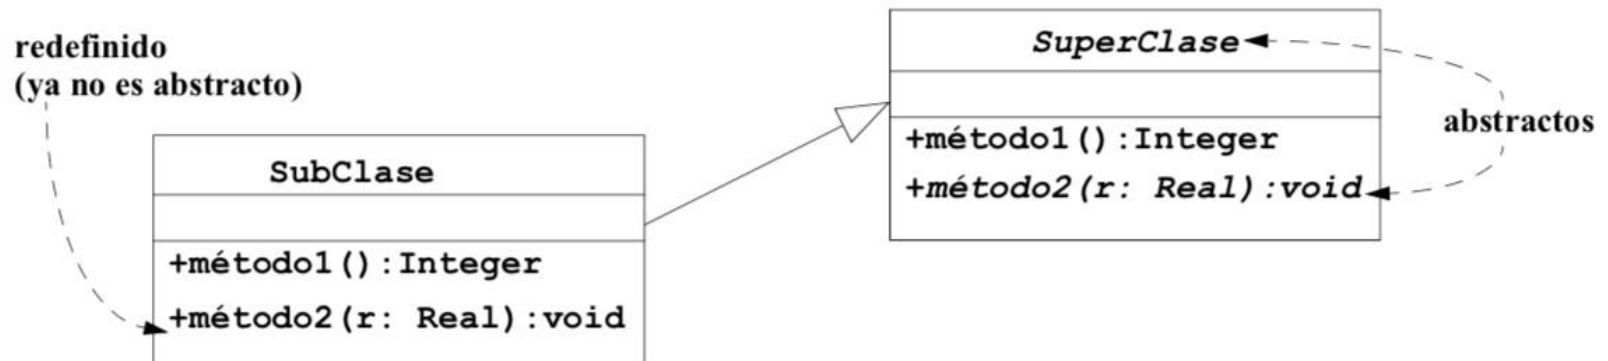 redefinido
(ya no es abstracto)
SubClase
+método1():Integer
+método2(r: Real):void
SuperClase
+método1():Integer
+método2(r: Real):void
abstractos